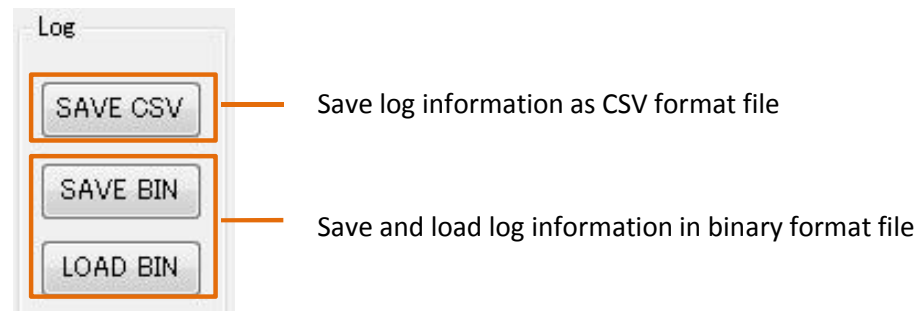 Log
SAVE CSV
Save log information as CSV format file
SAVE BIN
Save and load log information in binary format file
LOAD BIN